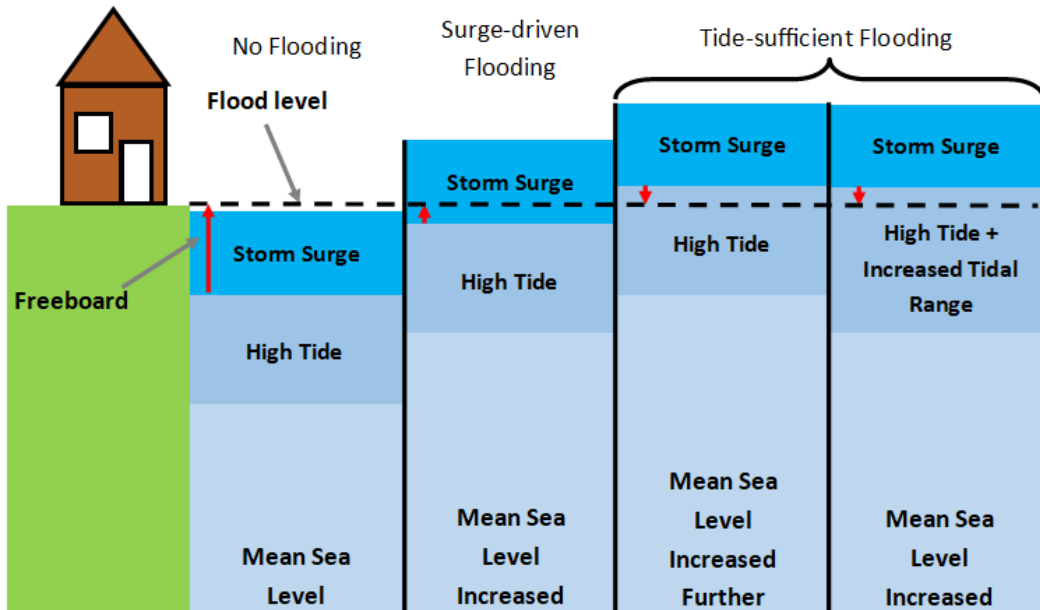 No Flooding
Surge-driven
Flooding
Tide-sufficient Flooding
Flood level
Freeboard
Storm Surge
High Tide
Mean Sea
Level
Storm Surge
High Tide
Mean Sea
Level
Increased
Storm Surge
High Tide
Mean Sea
Level
Increased
Further
Storm Surge
High Tide +
Increased Tidal
Range
Mean Sea
Level
Increased